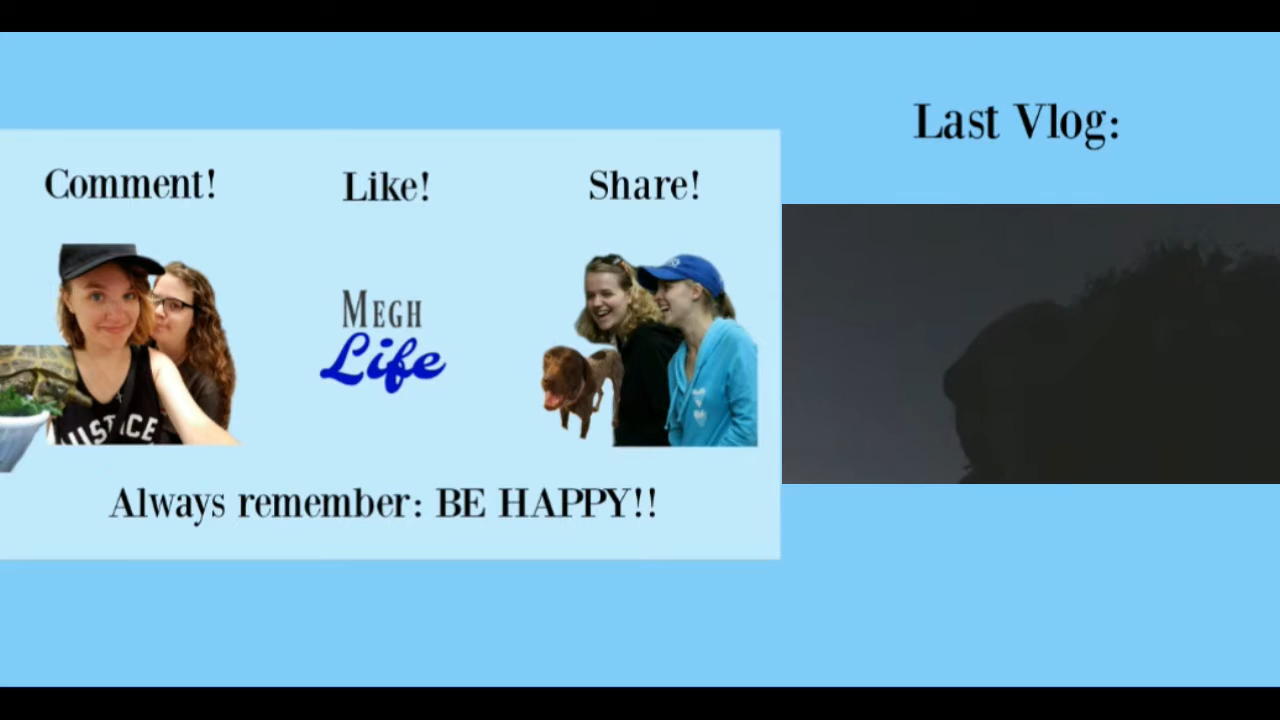 Last Vlog:
Comment! Like! Share!
MEGH
Life
Always remember: BE HAPPY!!